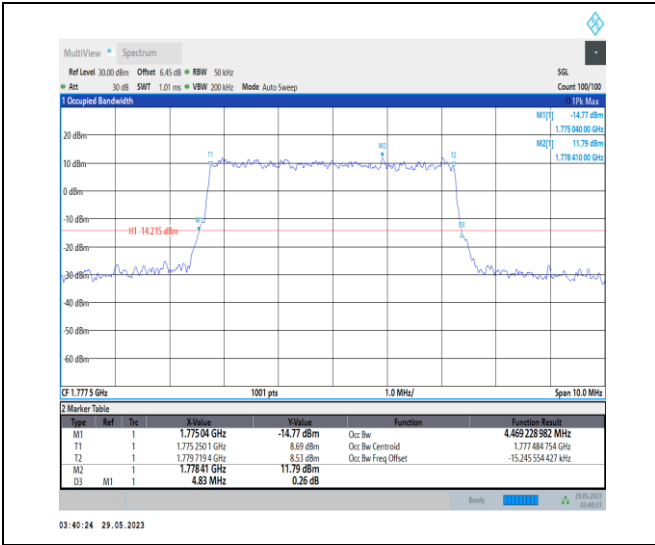 MultiView Spectrum
Ref Level 30.00 dBm Offset 6.45 dB RBW 50 kHz SGL
Att 30 dB SWT 1.01 ms VBW 200 kHz Mode Auto Sweep Count 100/100
1 Occupied Bandwidth 1Pk Max
M1[1] -14.77 dBm
1.775 040 00 GHz
M2[1] 11.79 dBm
1.778 410 00 GHz
20 dBm
M2
T1 T2
10 dBm
0 dBm
-10 dBm
M1 D3
H1 -14.215 dBm
-20 dBm
-30 dBm
-40 dBm
-50 dBm
-60 dBm
CF 1.777 5 GHz 1001 pts 1.0 MHz/ Span 10.0 MHz
2 Marker Table
Type Ref Trc X-Value Y-Value Function Function Result
M1 1 1.775 04 GHz -14.77 dBm Occ Bw 4.469 228 982 MHz
T1 1 1.775 250 1 GHz 8.69 dBm Occ Bw Centroid 1.777 484 754 GHz
T2 1 1.779 719 4 GHz 8.53 dBm Occ Bw Freq Offset -15.245 554 427 kHz
M2 1 1.778 41 GHz 11.79 dBm
D3 M1 1 4.83 MHz 0.26 dB
Ready 29.05.2023
03:40:23
03:40:24 29.05.2023